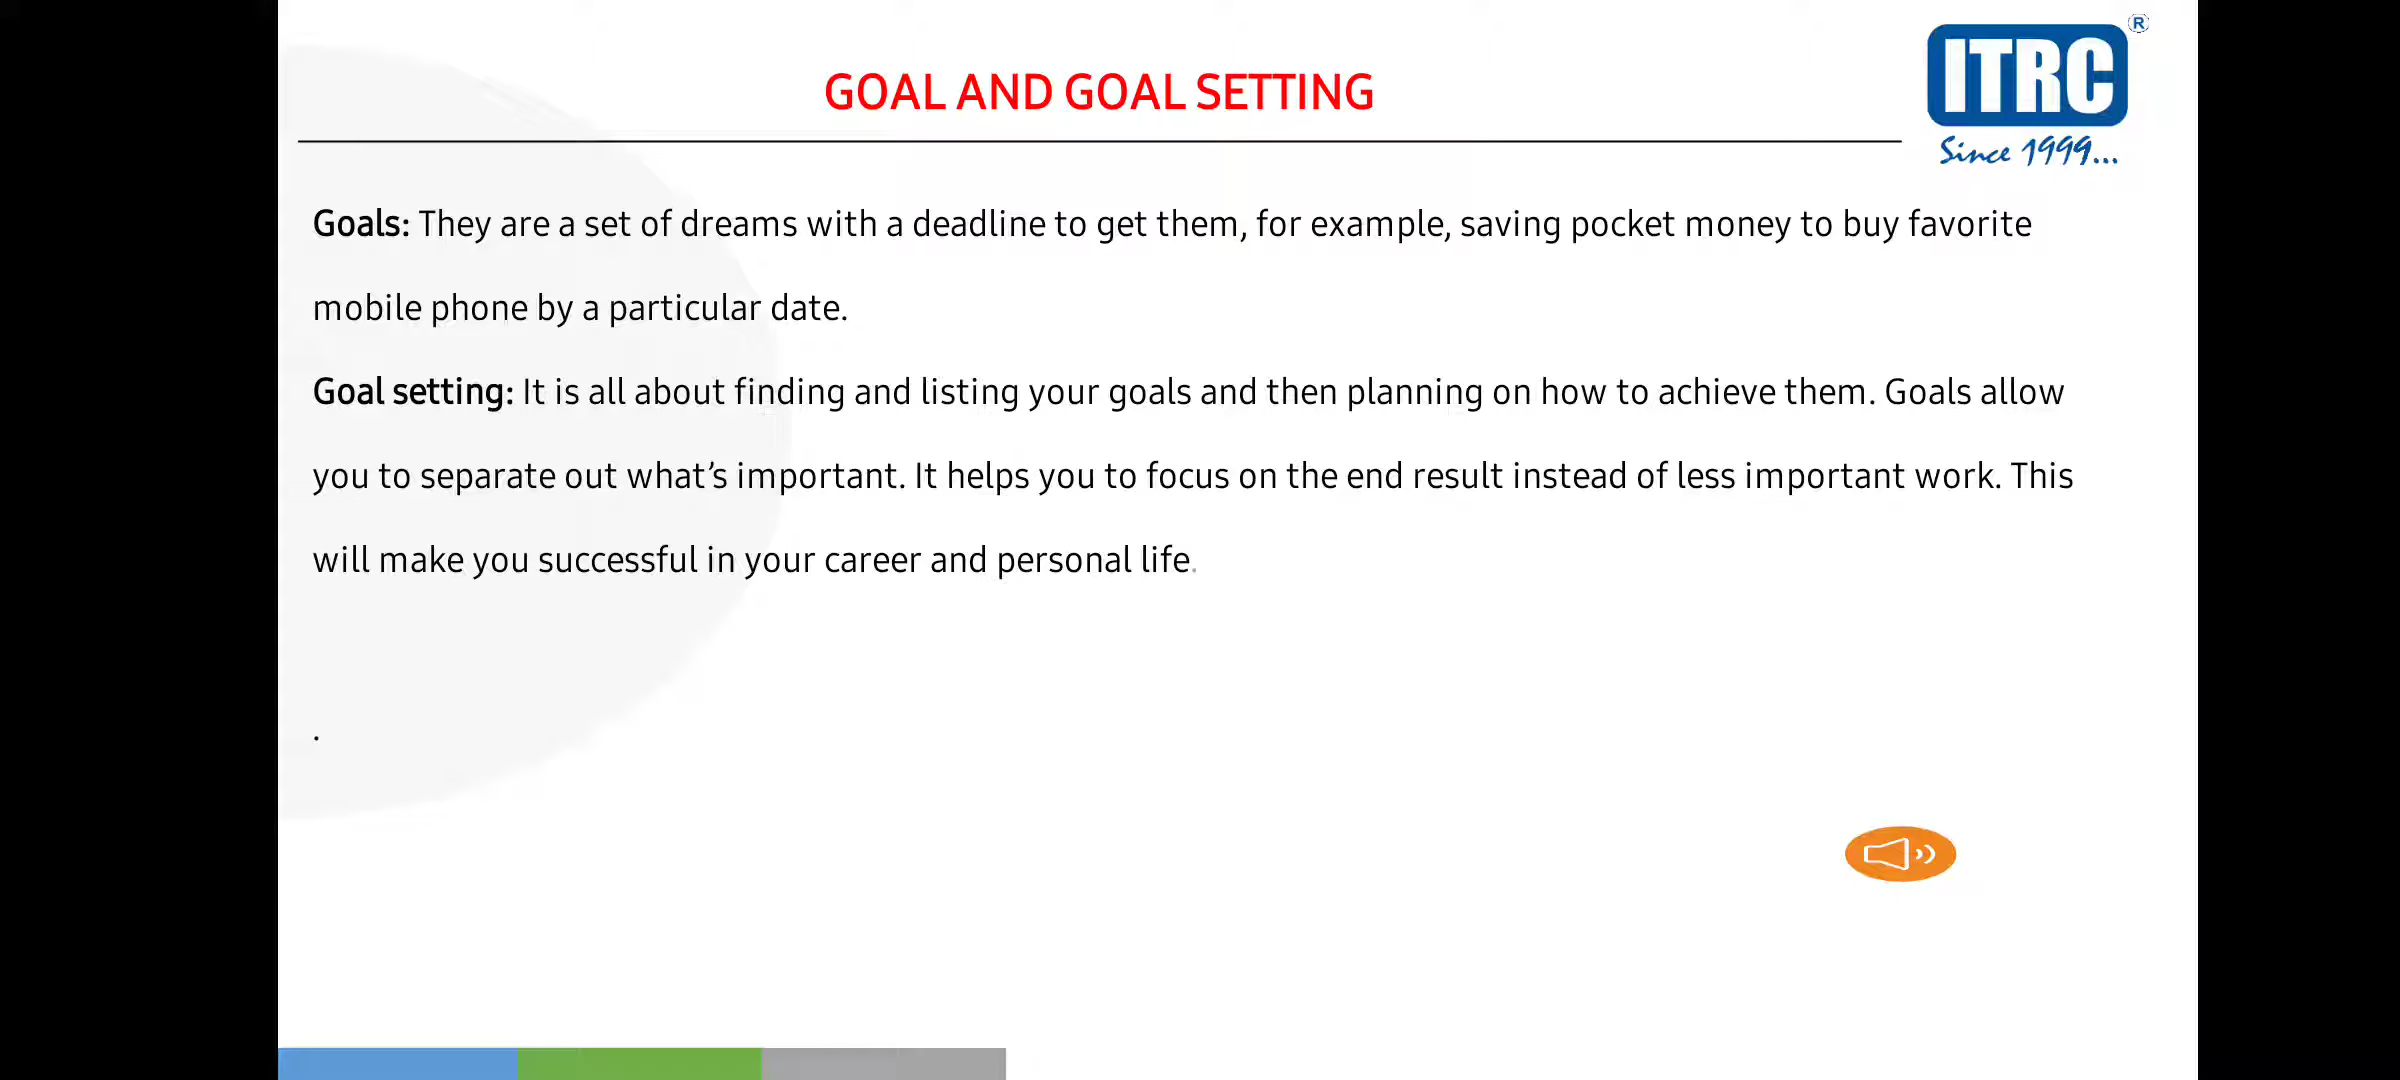 GOAL AND GOAL SETTING
ITRC
®
Since 1999...
Goals: They are a set of dreams with a deadline to get them, for example, saving pocket money to buy favorite
mobile phone by a particular date.
Goal setting: It is all about finding and listing your goals and then planning on how to achieve them. Goals allow
you to separate out what’s important. It helps you to focus on the end result instead of less important work. This
will make you successful in your career and personal life.
.